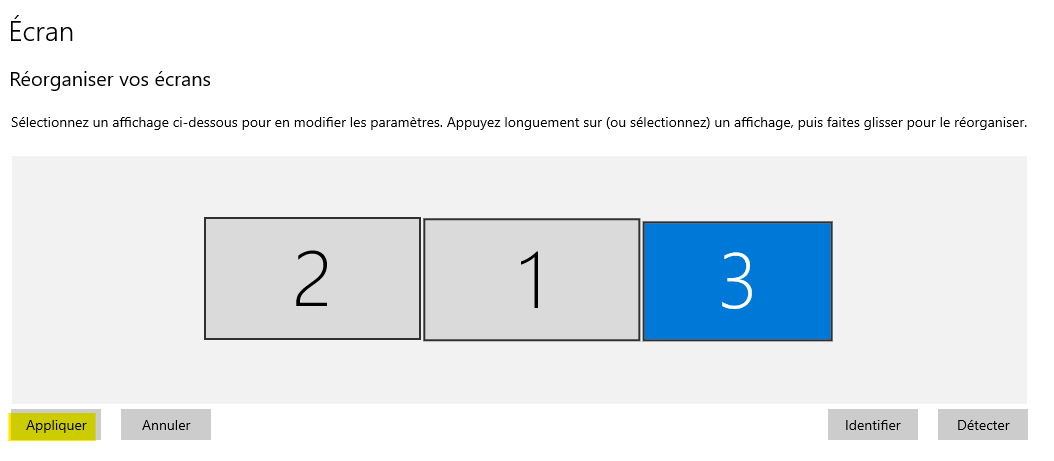 Écran
Réorganiser vos écrans
Sélectionnez un affichage ci-dessous pour en modifier les paramètres. Appuyez longuement sur (ou sélectionnez) un affichage, puis faites glisser pour le réorganiser.
2 1 3
Appliquer Annuler Identifier Détecter